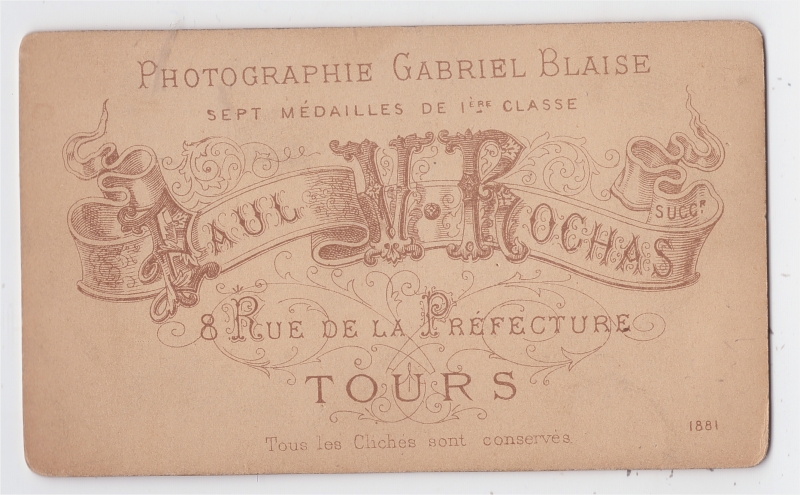 PHOTOGRAPHIE GABRIEL BLAISE
SEPT MÉDAILLES DE 1ÈRE CLASSE
PAUL V. ROCHAS SUCCR
8 RUE DE LA PRÉFECTURE
TOURS
Tous les Clichés sont conservés
1881